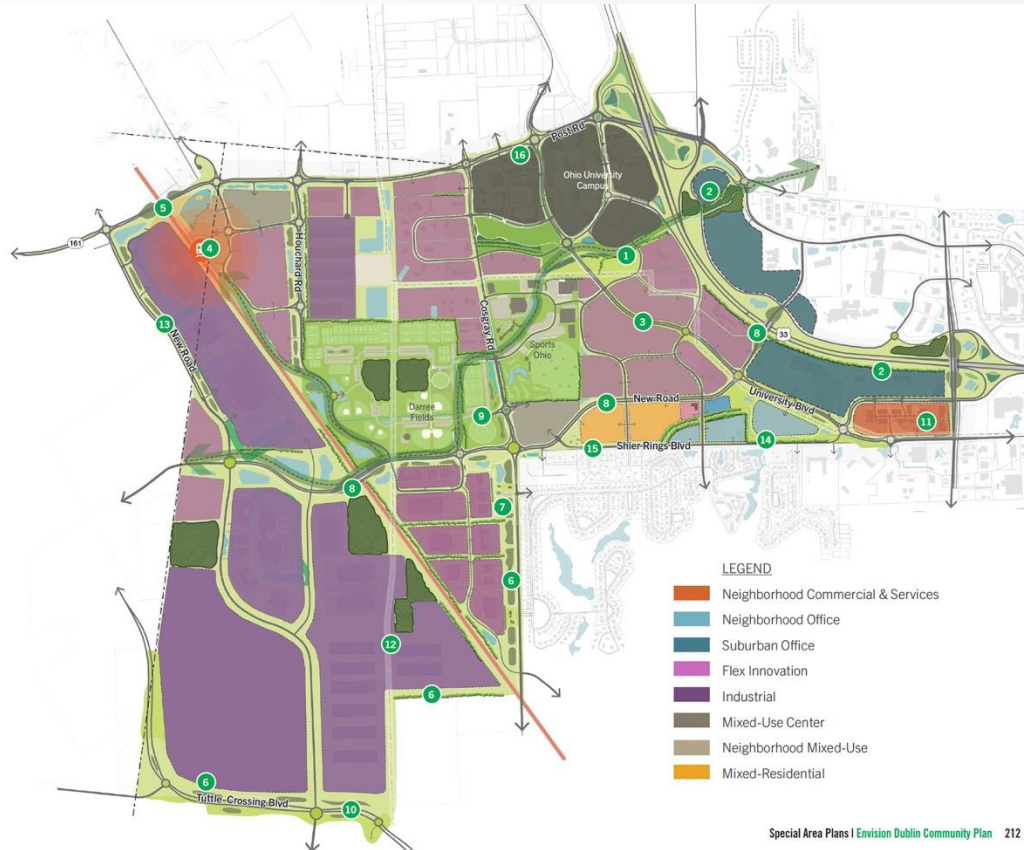 16
Post Rd
Ohio University
Campus
2
5
161
4
Houchard Rd
1
13
New Road
Cosgray Rd
3
8
33
Sports
Ohio
2
Darree
Fields
9
8
New Road
University Blvd
11
15
Shier-Rings Blvd
14
8
7
6
12
6
6
Tuttle-Crossing Blvd
10
LEGEND
Neighborhood Commercial & Services
Neighborhood Office
Suburban Office
Flex Innovation
Industrial
Mixed-Use Center
Neighborhood Mixed-Use
Mixed-Residential
Special Area Plans | Envision Dublin Community Plan 212